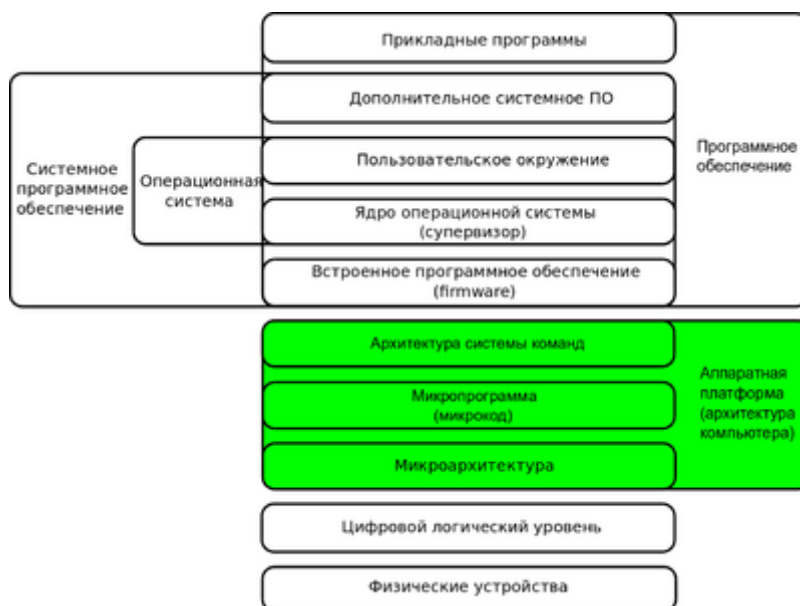 Прикладные программы
Дополнительное системное ПО
Пользовательское окружение
Ядро операционной системы
(супервизор)
Встроенное программное обеспечение
(firmware)
Системное
программное
обеспечение
Операционная
система
Программное
обеспечение
Архитектура системы команд
Микропрограмма
(микрокод)
Микроархитектура
Аппаратная
платформа
(архитектура
компьютера)
Цифровой логический уровень
Физические устройства